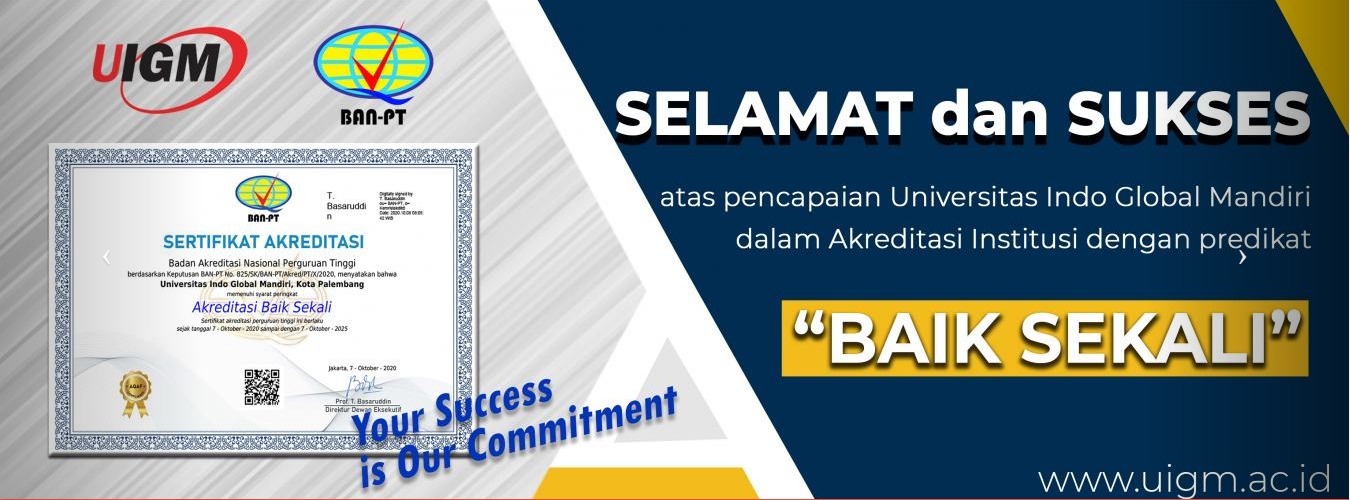 UIGM
BAN-PT
BAN-PT
T.
Basaruddi
n
Digitally signed by
T. Basaruddin
SERTIFIKAT AKREDITASI
Badan Akreditasi Nasional Perguruan Tinggi
berdasarkan Keputusan BAN-PT No. 825/SK/BAN-PT/Akred/PT/X/2020, menyatakan bahwa
Universitas Indo Global Mandiri, Kota Palembang
memenuhi syarat peringkat
Akreditasi Baik Sekali
Sertifikat akreditasi perguruan tinggi ini berlaku
sejak tanggal 7 - Oktober - 2020 sampai dengan 7 - Oktober - 2025
Jakarta, 7 - Oktober - 2020
Prof. T. Basaruddin
Direktur Dewan Eksekutif
Your Success
is Our Commitment
SELAMAT dan SUKSES
atas pencapaian Universitas Indo Global Mandiri
dalam Akreditasi Institusi dengan predikat
“BAIK SEKALI”
www.uigm.ac.id